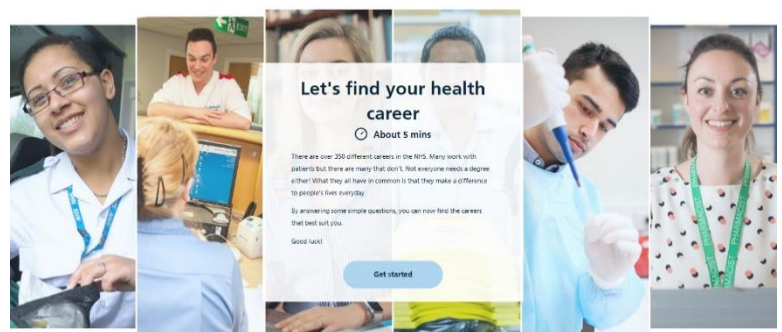 EXIT
Let's find your health
career
About 5 mins
There are over 350 different careers in the NHS. Many work with
patients but there are many that don't. Not everyone needs a degree
either! What they all have in common is that they make a difference
to people's lives everyday.
By answering some simple questions, you can now find the careers
that best suit you.
Good luck!
Get started
PHARMACIST
PHARMACIST